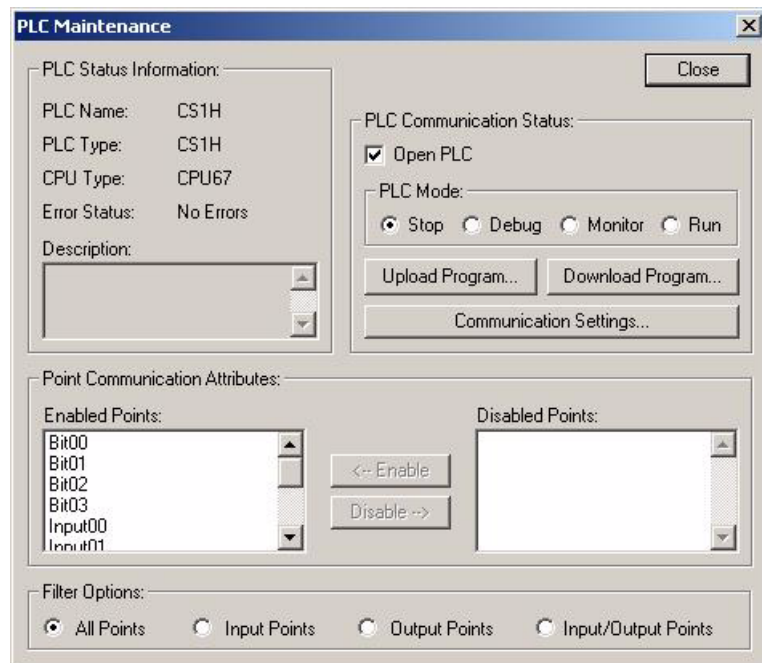 PLC Maintenance
PLC Status Information:
PLC Name: CS1H
PLC Type: CS1H
CPU Type: CPU67
Error Status: No Errors
Description:
Close
PLC Communication Status:
Open PLC
PLC Mode:
Stop Debug Monitor Run
Upload Program... Download Program...
Communication Settings...
Point Communication Attributes:
Enabled Points:
Bit00
Bit01
Bit02
Bit03
Input00
Input01
<-- Enable
Disable -->
Disabled Points:
Filter Options:
All Points Input Points Output Points Input/Output Points